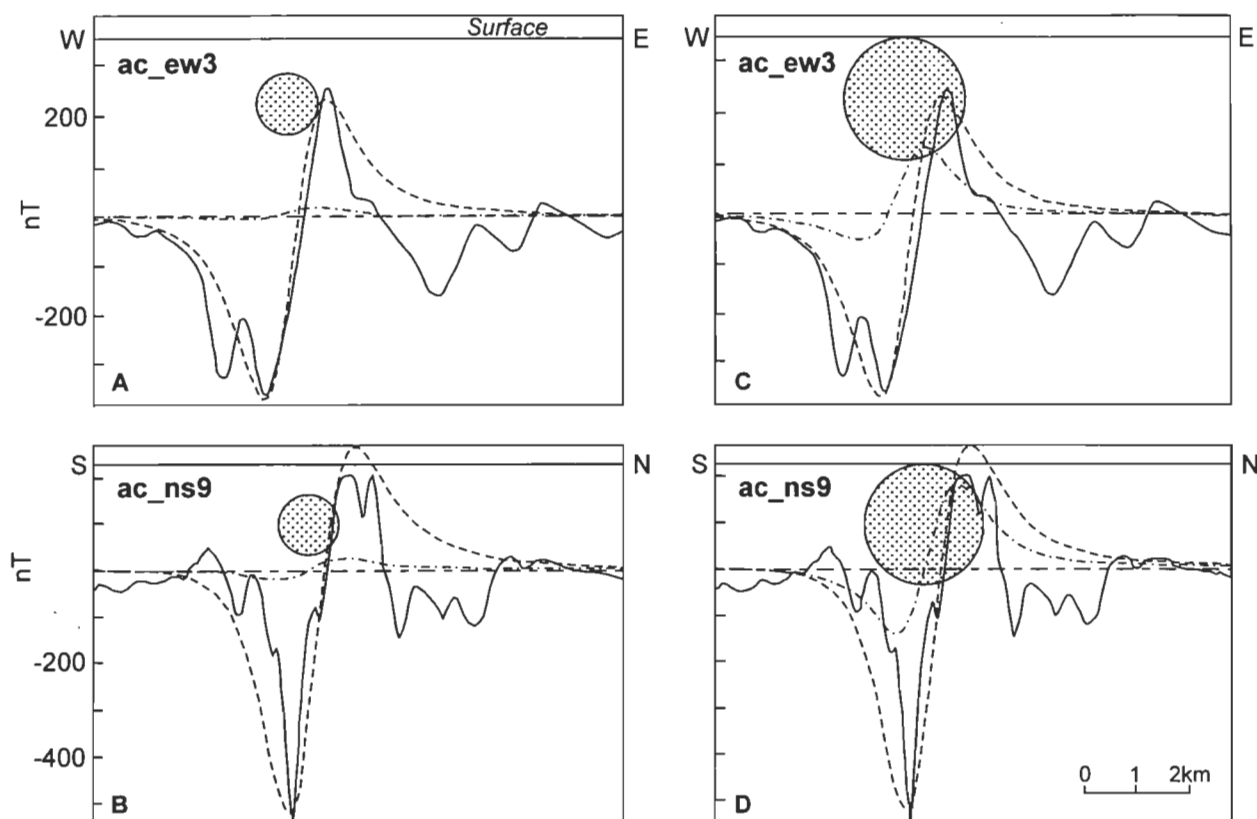 Surface
W
E
ac_ew3
200
nT
-200
A
W
E
ac_ew3
C
S
N
ac_ns9
nT
-200
-400
B
S
N
ac_ns9
0 1 2km
D